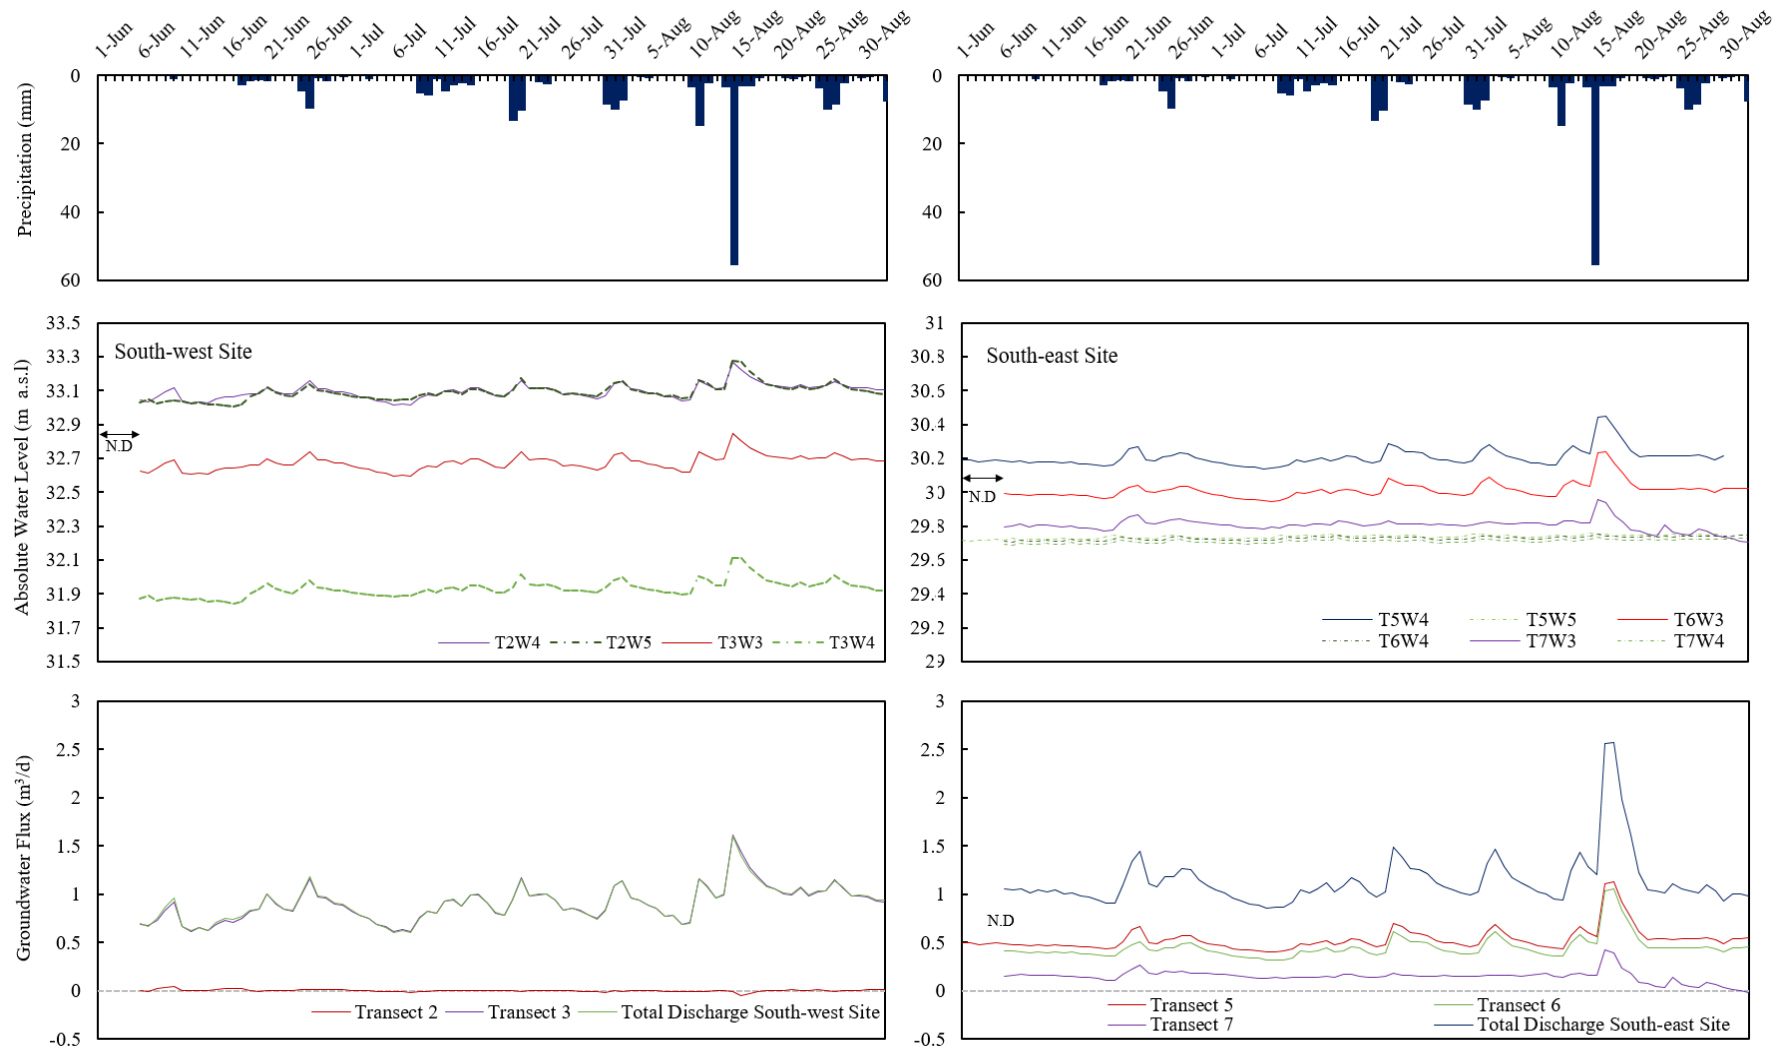 1-Jun 6-Jun 11-Jun 16-Jun 21-Jun 26-Jun 1-Jul 6-Jul 11-Jul 16-Jul 21-Jul 26-Jul 31-Jul 5-Aug 10-Aug 15-Aug 20-Aug 25-Aug 30-Aug
1-Jun 6-Jun 11-Jun 16-Jun 21-Jun 26-Jun 1-Jul 6-Jul 11-Jul 16-Jul 21-Jul 26-Jul 31-Jul 5-Aug 10-Aug 15-Aug 20-Aug 25-Aug 30-Aug
Precipitation (mm)
0
20
40
60
0
20
40
60
Absolute Water Level (m a.s.l)
33.5
33.3
33.1
32.9
32.7
32.5
32.3
32.1
31.9
31.7
31.5
South-west Site
N.D
T2W4 T2W5 T3W3 T3W4
31
30.8
30.6
30.4
30.2
30
29.8
29.6
29.4
29.2
29
South-east Site
N.D
T5W4 T5W5 T6W3
T6W4 T7W3 T7W4
Groundwater Flux (m³/d)
3
2.5
2
1.5
1
0.5
0
-0.5
Transect 2 Transect 3 Total Discharge South-west Site
3
2.5
2
1.5
1
0.5
0
-0.5
N.D
Transect 5 Transect 6
Transect 7 Total Discharge South-east Site